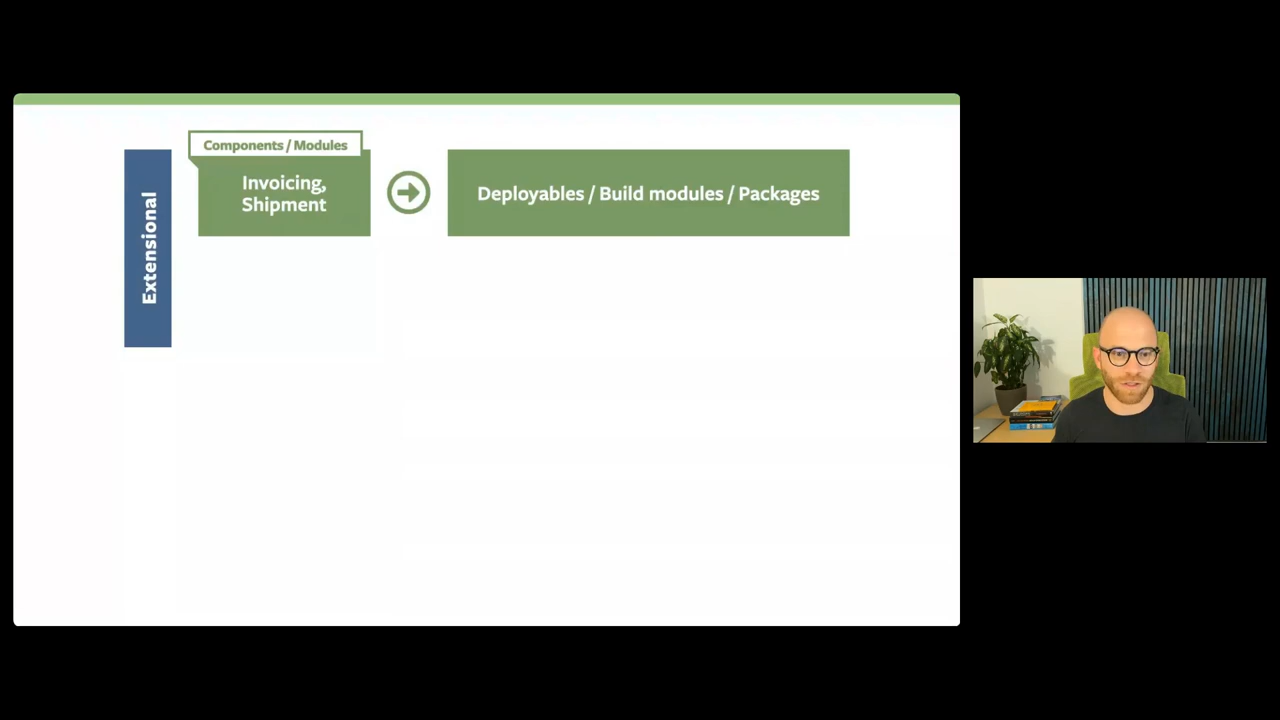 Components / Modules
Invoicing,
Shipment
Deployables / Build modules / Packages
Extensional